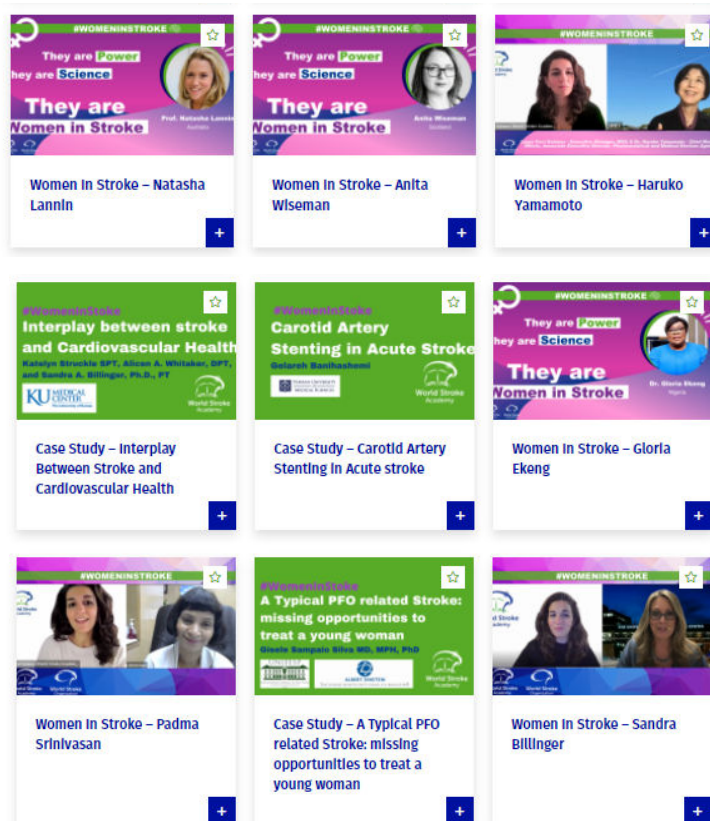 #WOMENINSTROKE
They are Power
hey are Science
They are
Women in Stroke
Prof. Natasha Lannin
Australia
Women in Stroke – Natasha
Lannin
+
#WOMENINSTROKE
They are Power
hey are Science
They are
Women in Stroke
Anita Wiseman
Scotland
Women in Stroke – Anita
Wiseman
+
#WOMENINSTROKE
Women in Stroke – Haruko
Yamamoto
+
#WomenInStoke
Interplay between stroke
and Cardiovascular Health
Katelyn Struckle SPT, Alicen A. Whitaker, DPT,
and Sandra A. Billinger, Ph.D., PT
KU MEDICAL
CENTER
World Stroke
Academy
Case Study – Interplay
Between Stroke and
Cardiovascular Health
+
#WomenInStoke
Carotid Artery
Stenting in Acute Stroke
Golareh Banihashemi
World Stroke
Academy
Case Study – Carotid Artery
Stenting in Acute stroke
+
#WOMENINSTROKE
They are Power
hey are Science
They are
Women in Stroke
Dr. Gloria Ekeng
Nigeria
Women in Stroke – Gloria
Ekeng
+
#WOMENINSTROKE
Women in Stroke – Padma
Srinivasan
+
#WomenInStoke
A Typical PFO related Stroke:
missing opportunities to
treat a young woman
Gisele Sampaio Silva MD, MPH, PhD
ALBERT EINSTEIN
World Stroke
Academy
Case Study – A Typical PFO
related Stroke: missing
opportunities to treat a
young woman
+
#WOMENINSTROKE
Women in Stroke – Sandra
Billinger
+